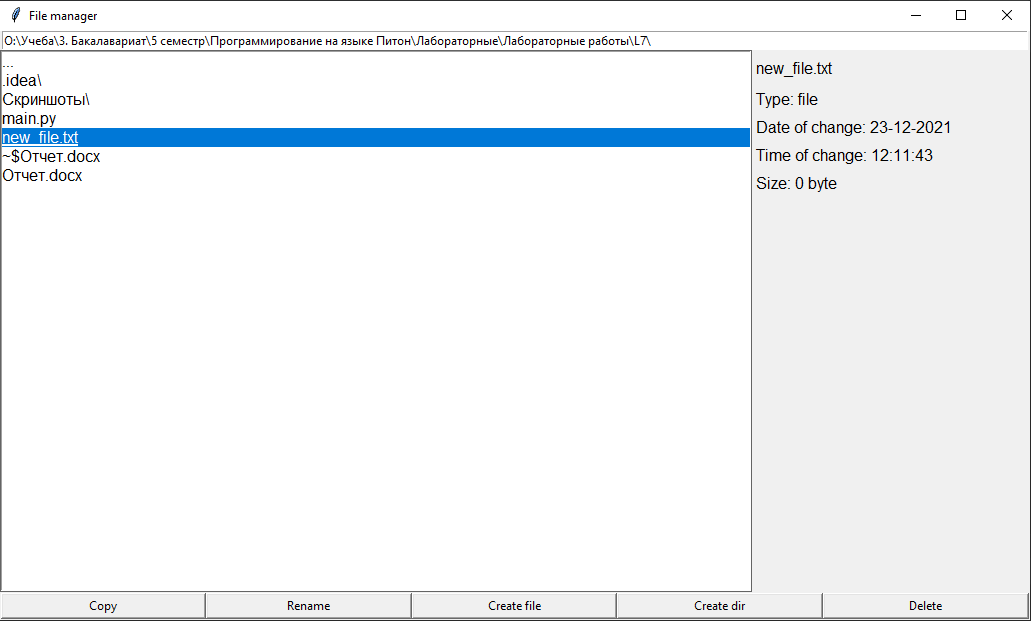 File manager
O:\Учеба\3. Бакалавариат\5 семестр\Программирование на языке Питон\Лабораторные\Лабораторные работы\L7\
...
.idea\
Скриншоты\
main.py
new_file.txt
~$Отчет.docx
Отчет.docx
new_file.txt
Type: file
Date of change: 23-12-2021
Time of change: 12:11:43
Size: 0 byte
Copy Rename Create file Create dir Delete